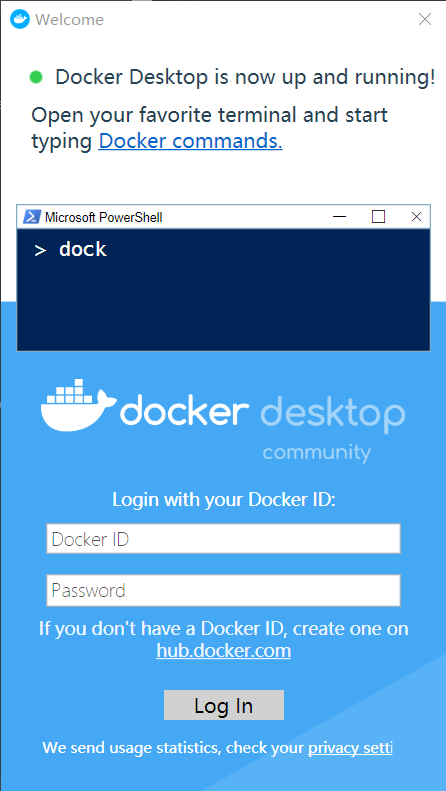 Welcome
Docker Desktop is now up and running!
Open your favorite terminal and start
typing Docker commands.
Microsoft PowerShell
> dock
docker desktop
community
Login with your Docker ID:
Docker ID
Password
If you don't have a Docker ID, create one on
hub.docker.com
Log In
We send usage statistics, check your privacy setti